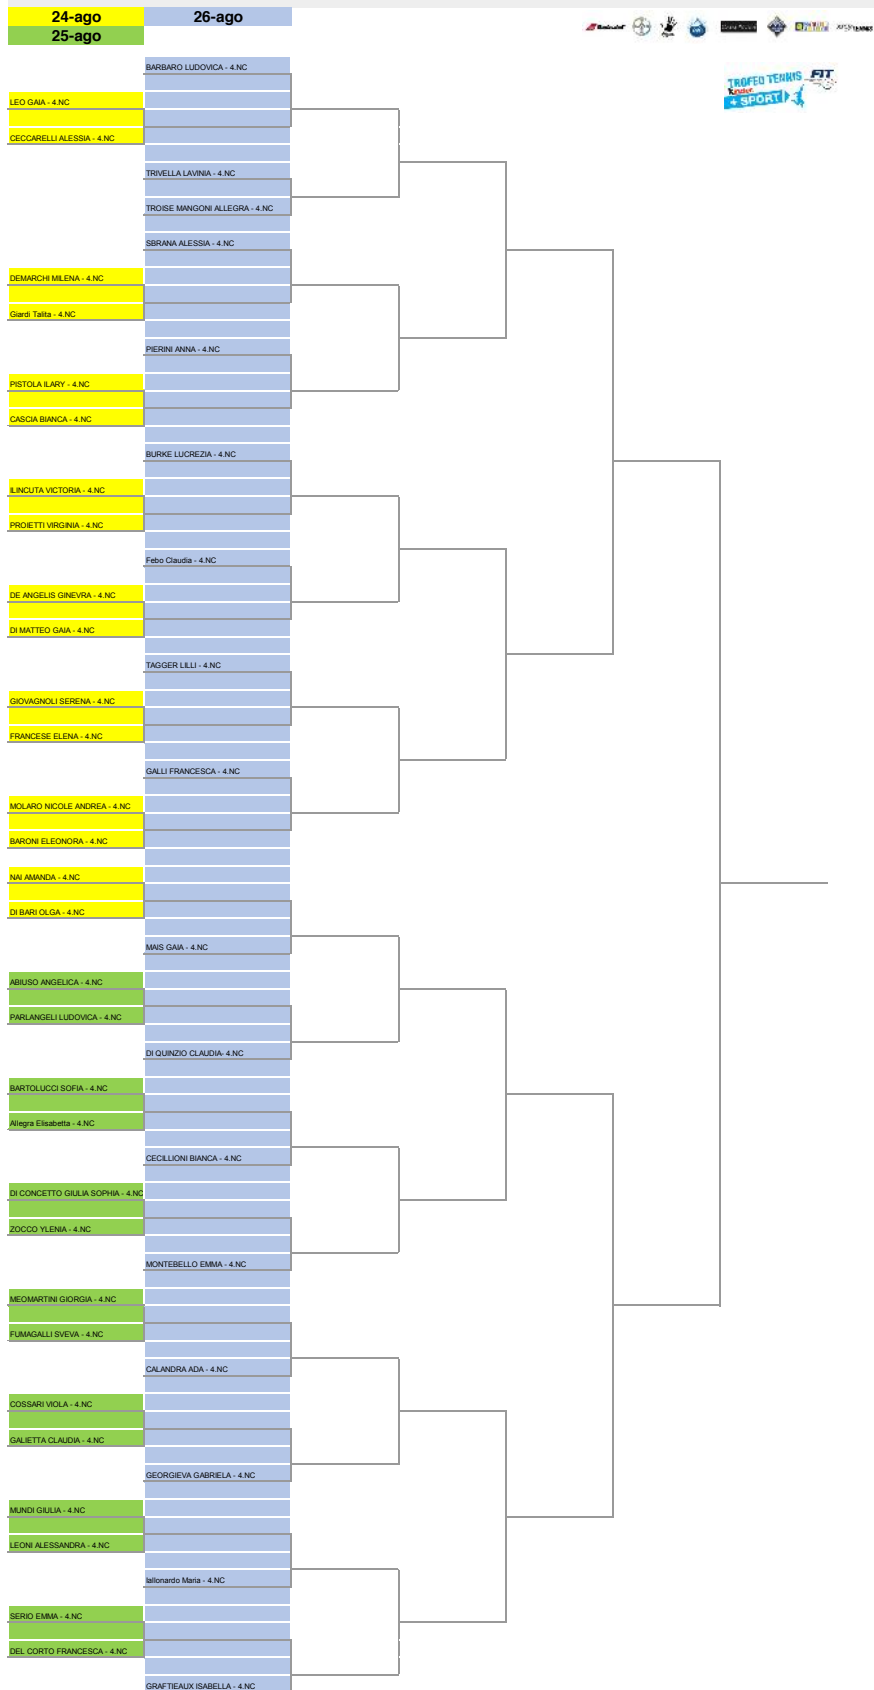 24-ago 26-ago
25-ago
TROFEO TENNIS FIT
Kinder
+ SPORT
BARBARO LUDOVICA - 4.NC
LEO GAIA - 4.NC
CECCARELLI ALESSIA - 4.NC
TRIVELLA LAVINIA - 4.NC
TROISE MANGONI ALLEGRA - 4.NC
SBRANA ALESSIA - 4.NC
DEMARCHI MILENA - 4.NC
Giardi Talita - 4.NC
PIERINI ANNA - 4.NC
PISTOLA ILARY - 4.NC
CASCIA BIANCA - 4.NC
BURKE LUCREZIA - 4.NC
ILINCUTA VICTORIA - 4.NC
PROIETTI VIRGINIA - 4.NC
Febo Claudia - 4.NC
DE ANGELIS GINEVRA - 4.NC
DI MATTEO GAIA - 4.NC
TAGGER LILLI - 4.NC
GIOVAGNOLI SERENA - 4.NC
FRANCESE ELENA - 4.NC
GALLI FRANCESCA - 4.NC
MOLARO NICOLE ANDREA - 4.NC
BARONI ELEONORA - 4.NC
NAI AMANDA - 4.NC
DI BARI OLGA - 4.NC
MAIS GAIA - 4.NC
ABIUSO ANGELICA - 4.NC
PARLANGELI LUDOVICA - 4.NC
DI QUINZIO CLAUDIA- 4.NC
BARTOLUCCI SOFIA - 4.NC
Allegra Elisabetta - 4.NC
CECILLIONI BIANCA - 4.NC
DI CONCETTO GIULIA SOPHIA - 4.NC
ZOCCO YLENIA - 4.NC
MONTEBELLO EMMA - 4.NC
MEOMARTINI GIORGIA - 4.NC
FUMAGALLI SVEVA - 4.NC
CALANDRA ADA - 4.NC
COSSARI VIOLA - 4.NC
GALIETTA CLAUDIA - 4.NC
GEORGIEVA GABRIELA - 4.NC
MUNDI GIULIA - 4.NC
LEONI ALESSANDRA - 4.NC
Iallonardo Maria - 4.NC
SERIO EMMA - 4.NC
DEL CORTO FRANCESCA - 4.NC
GRAFTIEAUX ISABELLA - 4.NC